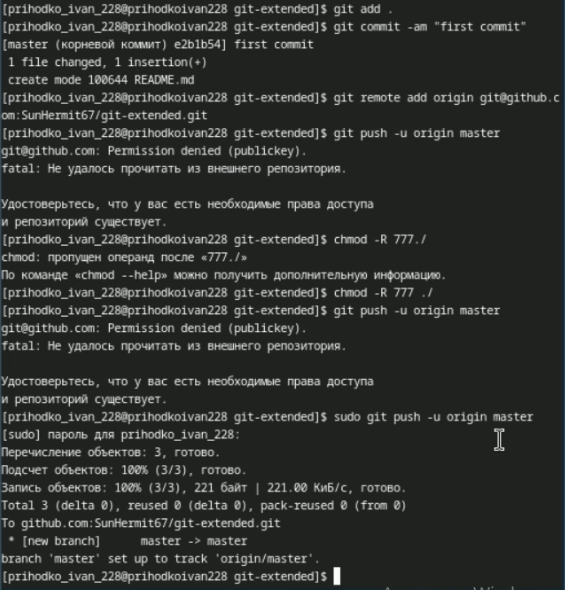 [prihodko_ivan_228@prihodkoivan228 git-extended]$ git add .
[prihodko_ivan_228@prihodkoivan228 git-extended]$ git commit -am "first commit"
[master (корневой коммит) e2b1b54] first commit
 1 file changed, 1 insertion(+)
 create mode 100644 README.md
[prihodko_ivan_228@prihodkoivan228 git-extended]$ git remote add origin git@github.c
om:SunHermit67/git-extended.git
[prihodko_ivan_228@prihodkoivan228 git-extended]$ git push -u origin master
git@github.com: Permission denied (publickey).
fatal: Не удалось прочитать из внешнего репозитория.

Удостоверьтесь, что у вас есть необходимые права доступа
и репозиторий существует.
[prihodko_ivan_228@prihodkoivan228 git-extended]$ chmod -R 777./
chmod: пропущен операнд после «777./»
По команде «chmod --help» можно получить дополнительную информацию.
[prihodko_ivan_228@prihodkoivan228 git-extended]$ chmod -R 777 ./
[prihodko_ivan_228@prihodkoivan228 git-extended]$ git push -u origin master
git@github.com: Permission denied (publickey).
fatal: Не удалось прочитать из внешнего репозитория.

Удостоверьтесь, что у вас есть необходимые права доступа
и репозиторий существует.
[prihodko_ivan_228@prihodkoivan228 git-extended]$ sudo git push -u origin master
[sudo] пароль для prihodko_ivan_228:
Перечисление объектов: 3, готово.
Подсчет объектов: 100% (3/3), готово.
Запись объектов: 100% (3/3), 221 байт | 221.00 КиБ/с, готово.
Total 3 (delta 0), reused 0 (delta 0), pack-reused 0 (from 0)
To github.com:SunHermit67/git-extended.git
 * [new branch]      master -> master
branch 'master' set up to track 'origin/master'.
[prihodko_ivan_228@prihodkoivan228 git-extended]$